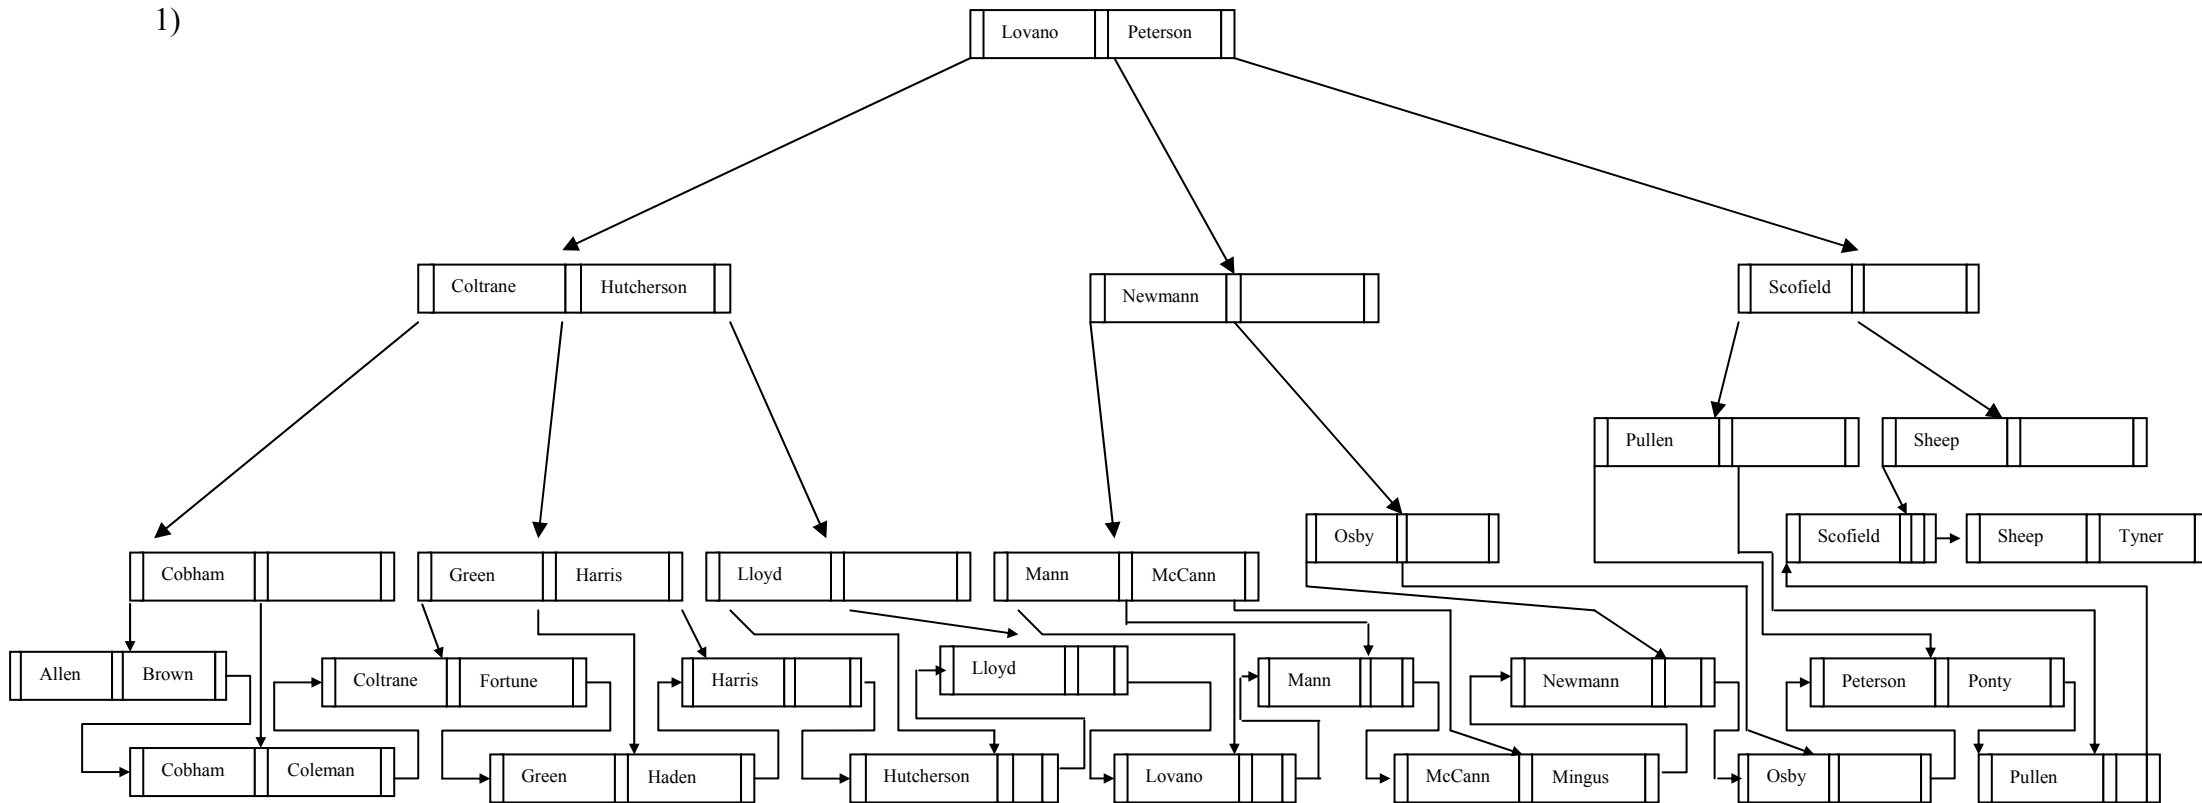 1)
Lovano Peterson
Coltrane Hutcherson
Newmann
Scofield
Pullen
Sheep
Osby
Scofield
Sheep Tyner
Cobham
Green Harris
Lloyd
Mann McCann
Allen Brown
Coltrane Fortune
Harris
Lloyd
Mann
Newmann
Peterson Ponty
Cobham Coleman
Green Haden
Hutcherson
Lovano
McCann Mingus
Osby
Pullen